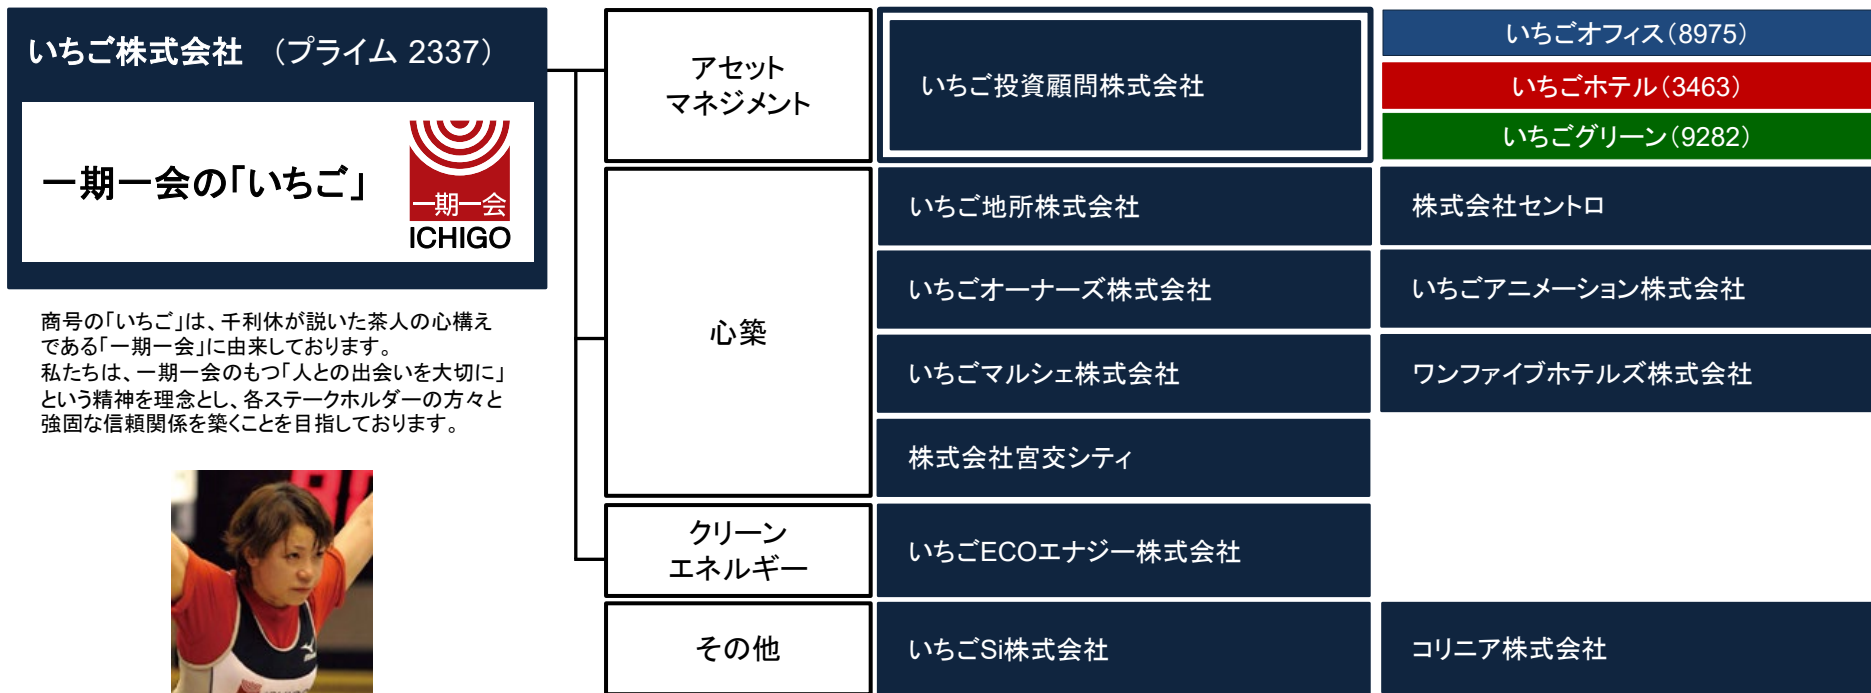 いちご株式会社 （プライム 2337）
一期一会の「いちご」
一期一会
ICHIGO
商号の「いちご」は、千利休が説いた茶人の心構え
である「一期一会」に由来しております。
私たちは、一期一会のもつ「人との出会いを大切に」
という精神を理念とし、各ステークホルダーの方々と
強固な信頼関係を築くことを目指しております。
アセット
マネジメント
いちご投資顧問株式会社
いちごオフィス（8975）
いちごホテル（3463）
いちごグリーン（9282）
心築
いちご地所株式会社
株式会社セントロ
いちごオーナーズ株式会社
いちごアニメーション株式会社
いちごマルシェ株式会社
ワンファイブホテルズ株式会社
株式会社宮交シティ
クリーン
エネルギー
いちごECOエナジー株式会社
その他
いちごSi株式会社
コリニア株式会社